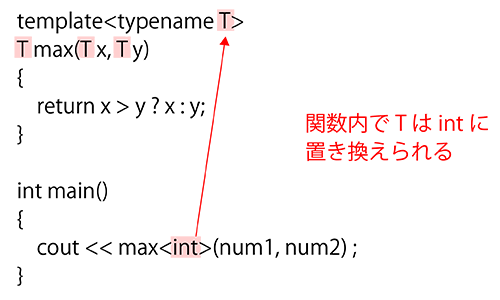 template<typename T>
T max(T x, T y)
{
return x > y ? x : y;
}
関数内で T は int に
置き換えられる
int main()
{
cout << max<int>(num1, num2) ;
}